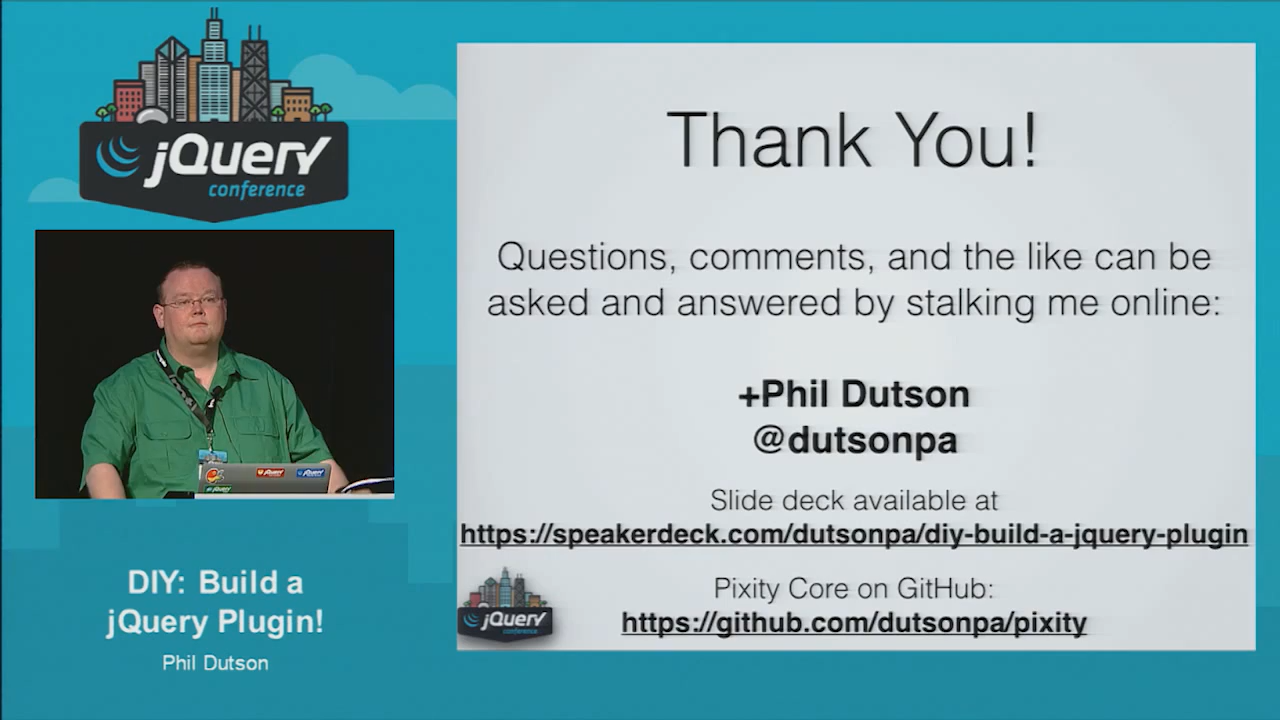 jQuery
conference
DIY: Build a
jQuery Plugin!
Phil Dutson
Thank You!
Questions, comments, and the like can be
asked and answered by stalking me online:
+Phil Dutson
@dutsonpa
Slide deck available at
https://speakerdeck.com/dutsonpa/diy-build-a-jquery-plugin
Pixity Core on GitHub:
https://github.com/dutsonpa/pixity
jQuery
conference